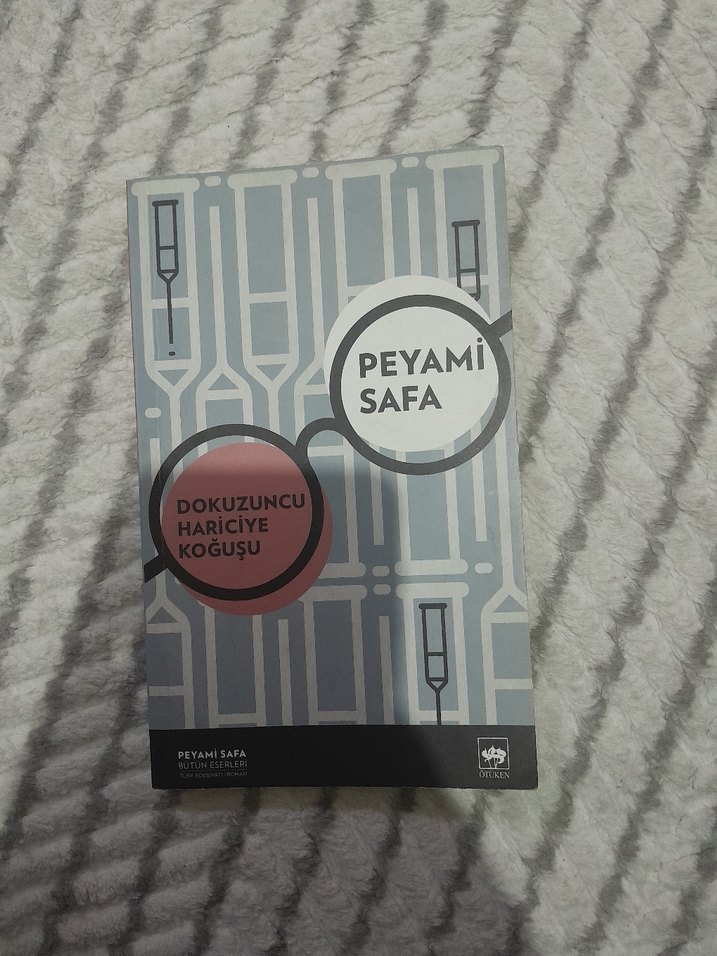 PEYAMİ
SAFA
DOKUZUNCU
HARİCİYE
KOĞUŞU
PEYAMİ SAFA
BÜTÜN ESERLERİ
TÜRK EDEBİYATI / ROMAN
ÖTÜKEN